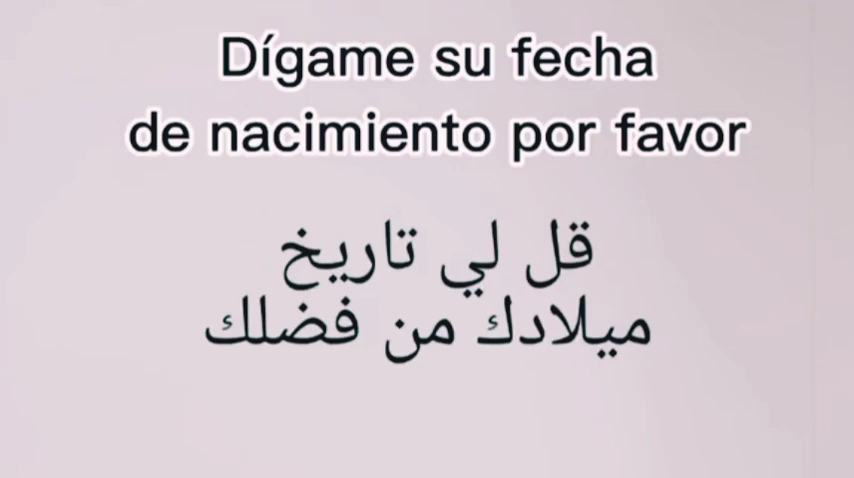 Dígame su fecha
de nacimiento por favor
قل لي تاريخ
ميلادك من فضلك